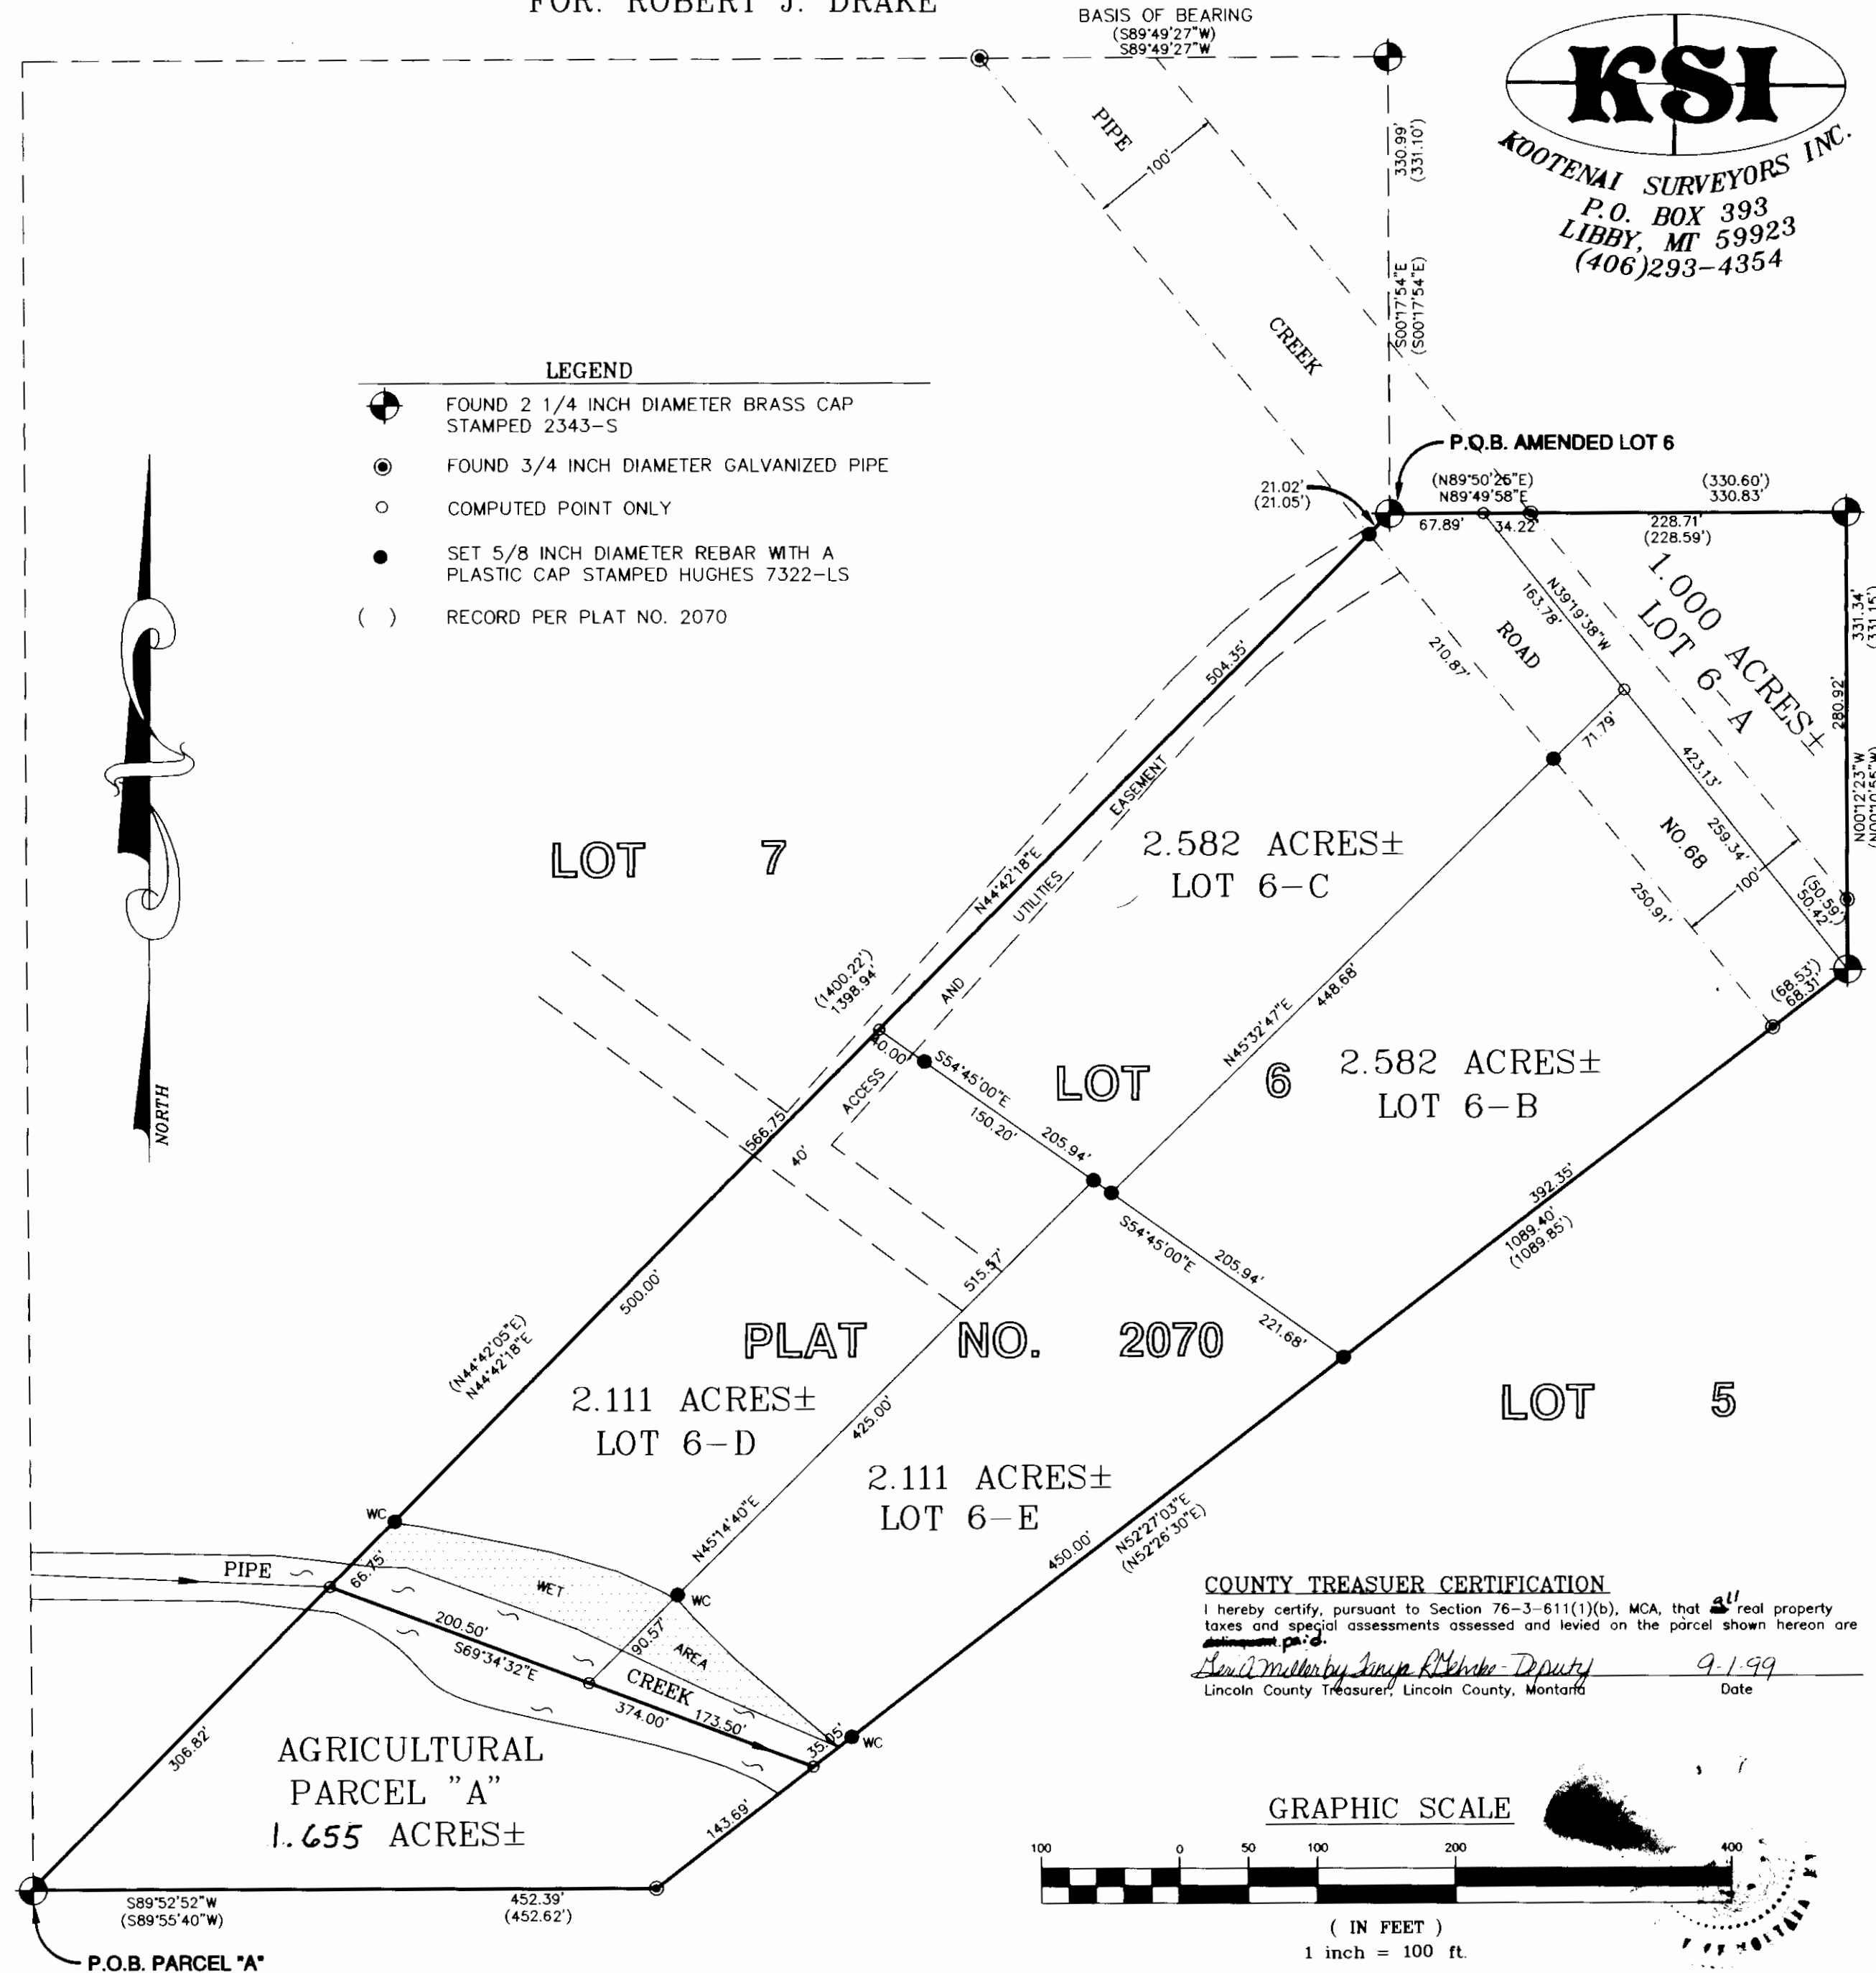 FOR: ROBERT J. DRAKE
BASIS OF BEARING
(S89°49'27"W)
S89°49'27"W
KSI
KOOTENAI SURVEYORS INC.
P.O. BOX 393
LIBBY, MT 59923
(406)293-4354
PIPE
100'
330.99'
(331.10')
CREEK
S00°17'54"E
(S00°17'54"E)
LEGEND
FOUND 2 1/4 INCH DIAMETER BRASS CAP
STAMPED 2343-S
FOUND 3/4 INCH DIAMETER GALVANIZED PIPE
COMPUTED POINT ONLY
SET 5/8 INCH DIAMETER REBAR WITH A
PLASTIC CAP STAMPED HUGHES 7322-LS
( ) RECORD PER PLAT NO. 2070
NORTH
P.O.B. AMENDED LOT 6
21.02'
(21.05')
(N89°50'26"E)
N89°49'58"E
(330.60')
330.83'
67.89'
34.22'
228.71'
(228.59')
1.000 ACRES±
LOT 6-A
N39°19'38"W
163.78'
331.34'
(331.15')
280.92'
N00°12'23"W
ROAD
210.87'
504.35'
71.79'
423.13'
259.34'
NO.68
100'
250.91'
(50.59')
50.42'
(68.53')
68.31'
EASEMENT
UTILITIES
AND
ACCESS
N44°42'18"E
LOT 7
2.582 ACRES±
LOT 6-C
(1400.22')
1398.94'
N45°32'47"E
448.68'
40.00'
S54°45'00"E
150.20'
205.94'
LOT 6
2.582 ACRES±
LOT 6-B
566.75'
40'
515.57'
S54°45'00"E
205.94'
221.68'
392.35'
1089.40'
(1089.85')
500.00'
(N44°42'05"E)
N44°42'18"E
PLAT NO. 2070
2.111 ACRES±
LOT 6-D
425.00'
N45°14'40"E
2.111 ACRES±
LOT 6-E
LOT 5
450.00'
N52°27'03"E
(N52°26'30"E)
WC
PIPE
66.75'
WET
AREA
WC
90.57'
200.50'
S69°34'32"E
CREEK
374.00'
173.50'
35.05'
WC
306.82'
AGRICULTURAL
PARCEL "A"
1.655 ACRES±
143.69'
S89°52'52"W
(S89°55'40"W)
452.39'
(452.62')
P.O.B. PARCEL "A"
COUNTY TREASUER CERTIFICATION
I hereby certify, pursuant to Section 76-3-611(1)(b), MCA, that all real property
taxes and special assessments assessed and levied on the parcel shown hereon are
delinquent paid.
by Deputy 9-1-99
Lincoln County Treasurer, Lincoln County, Montana Date
GRAPHIC SCALE
100 0 50 100 200 400
( IN FEET )
1 inch = 100 ft.